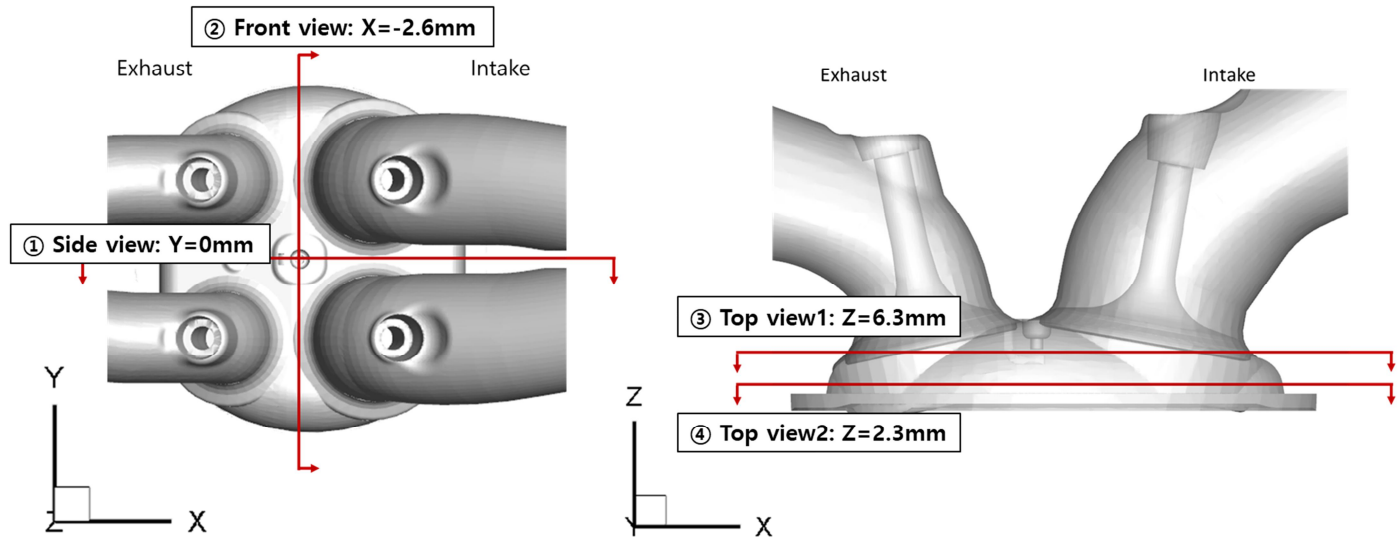 ② Front view: X=-2.6mm
Exhaust
Intake
① Side view: Y=0mm
Y
Z
X
Exhaust
Intake
③ Top view1: Z=6.3mm
④ Top view2: Z=2.3mm
Z
Y
X